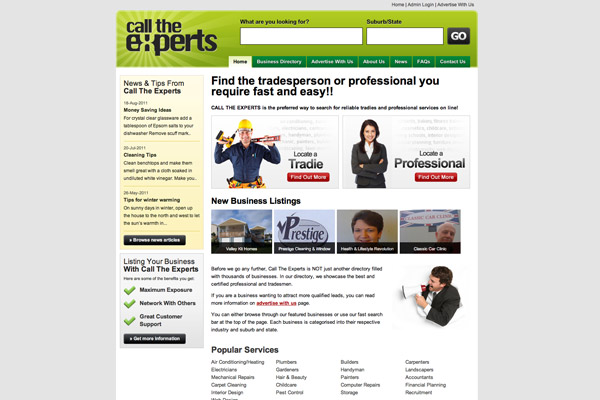 Home | Admin Login | Advertise With Us
call the
experts
What are you looking for?
Suburb/State
GO
Home
Business Directory
Advertise With Us
About Us
News
FAQs
Contact Us
News & Tips From
Call The Experts
16-Aug-2011
Money Saving Ideas
For crystal clear glassware add a
tablespoon of Epsom salts to your
dishwasher Remove stuff mark..
20-Jul-2011
Cleaning Tips
Clean benchtops and make them
smell great with a cloth soaked in
undiluted white vinegar. Make you..
26-May-2011
Tips for winter warming
On sunny days in winter, open up
the house to the north and west to let
the sun's warmth in...
» Browse news articles
Listing Your Business
With Call The Experts
Here are some of the benefits you get:
Maximum Exposure
Network With Others
Great Customer
Support
» Get more information
Find the tradesperson or professional you
require fast and easy!!
CALL THE EXPERTS is the preferred way to search for reliable tradies and professional services on line!
Locate a
Tradie
Find Out More
Locate a
Professional
Find Out More
New Business Listings
Prestige
CLASSIC CAR CLINIC
Valley Kit Homes
Prestige Cleaning & Window
Health & Lifestyle Revolution
Classic Car Clinic
Before we go any further, Call The Experts is NOT just another directory filled
with thousands of businesses. In our directory, we showcase the best and
certified professional and tradesmen.
If you are a business wanting to attract more qualified leads, you can read
more information on advertise with us page.
You can either browse through our featured businesses or use our fast search
bar at the top of the page. Each business is categorised into their respective
industry and suburb and state.
Popular Services
Air Conditioning/Heating
Plumbers
Builders
Carpenters
Electricians
Gardeners
Handyman
Landscapers
Mechanical Repairs
Hair & Beauty
Painters
Accountants
Carpet Cleaning
Childcare
Computer Repairs
Financial Planning
Interior Design
Pest Control
Storage
Recruitment
Web Design